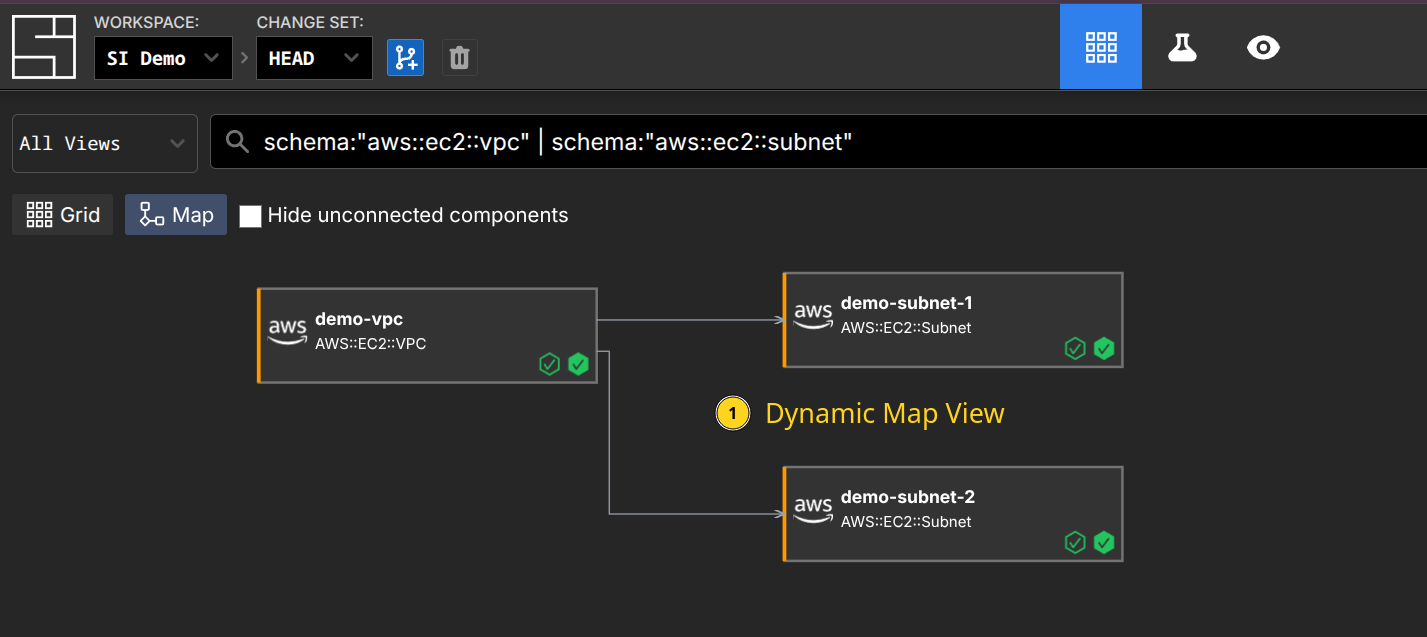 WORKSPACE: CHANGE SET:
SI Demo HEAD
All Views schema:"aws::ec2::vpc" | schema:"aws::ec2::subnet"
Grid Map Hide unconnected components
aws demo-vpc
AWS::EC2::VPC
aws demo-subnet-1
AWS::EC2::Subnet
1 Dynamic Map View
aws demo-subnet-2
AWS::EC2::Subnet